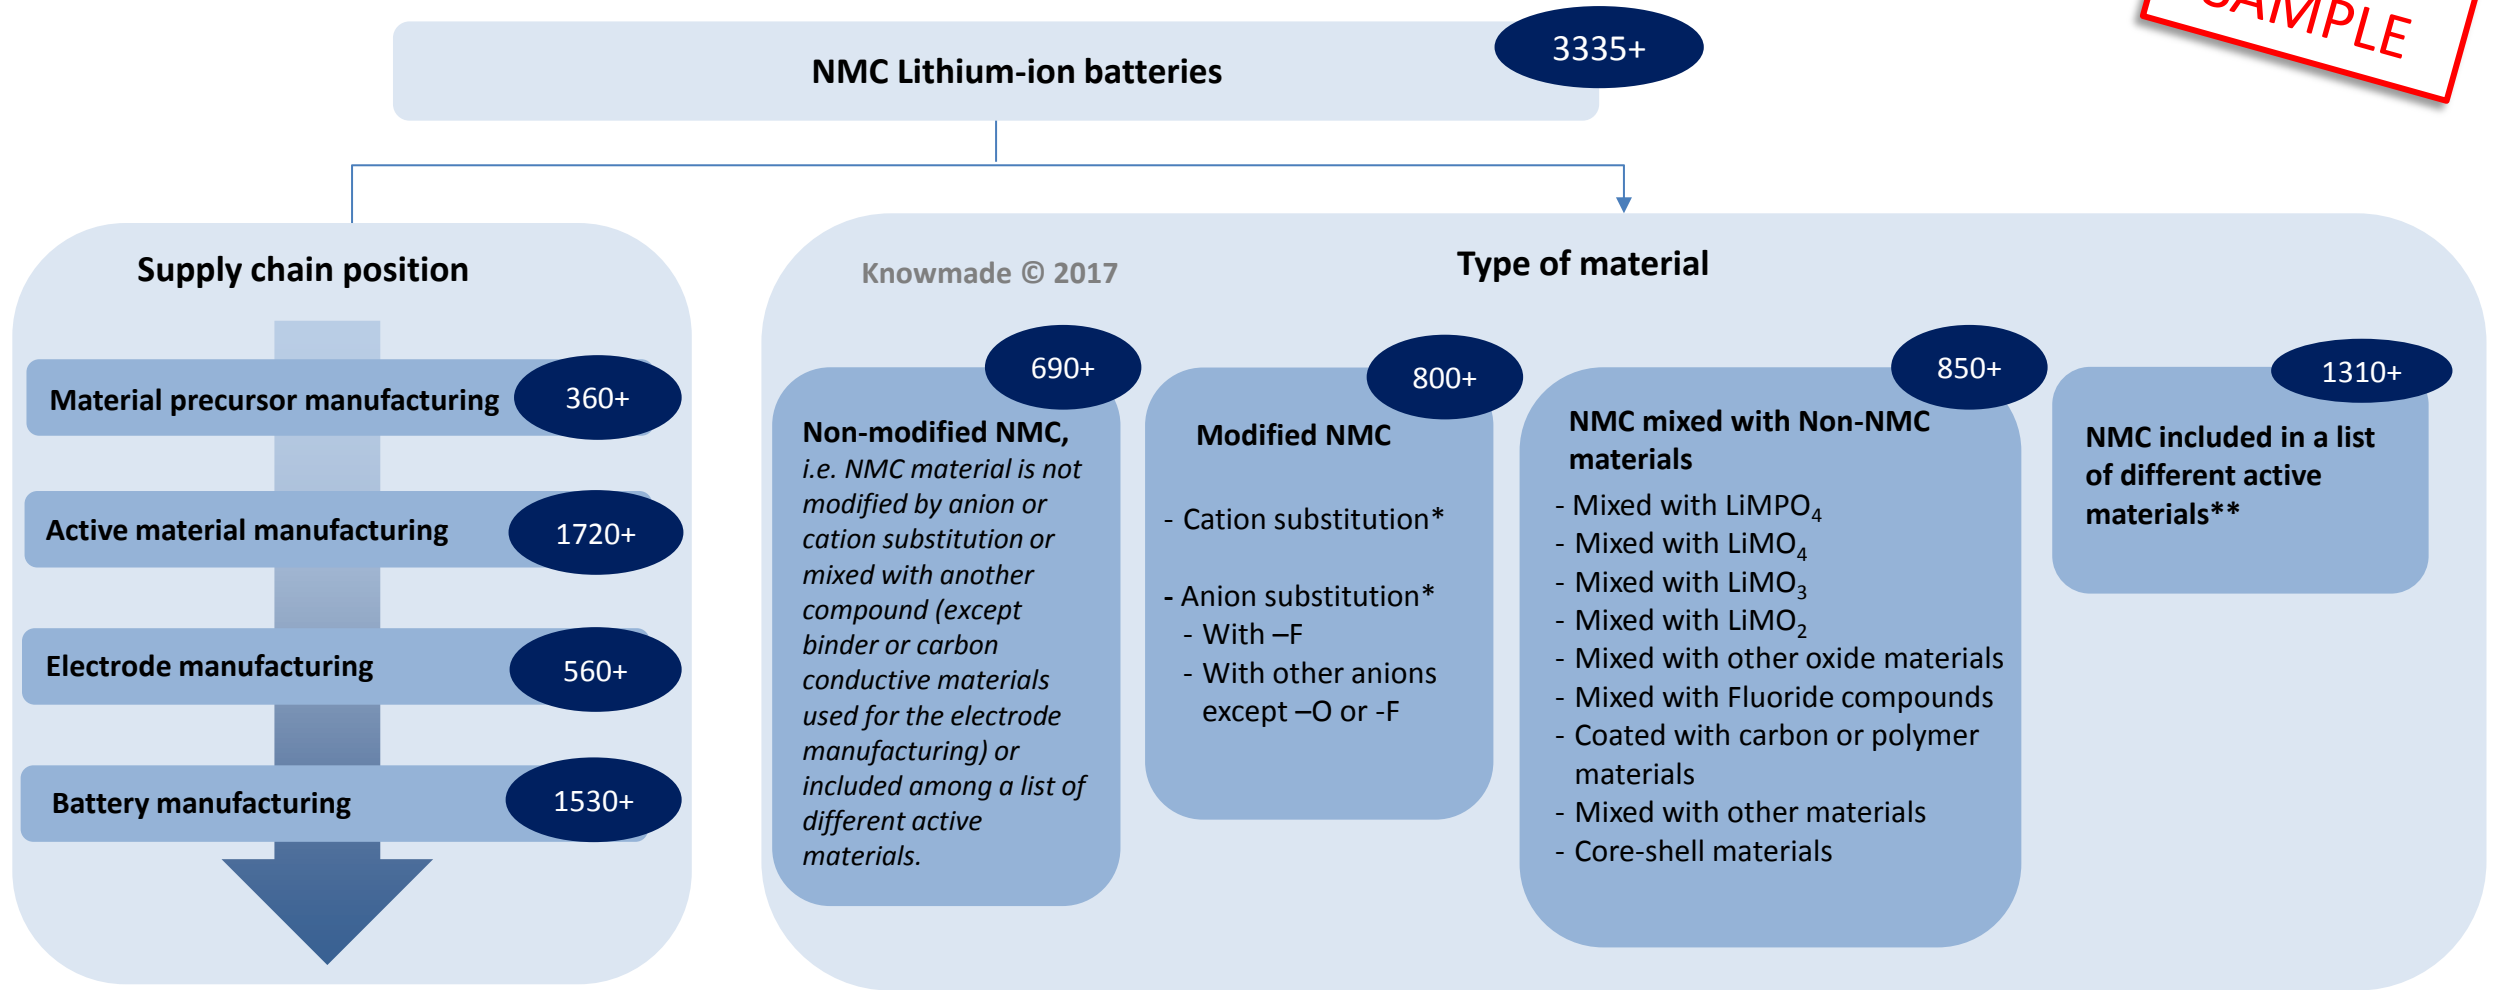 SAMPLE
NMC Lithium-ion batteries
3335+
Supply chain position
Material precursor manufacturing
360+
Active material manufacturing
1720+
Electrode manufacturing
560+
Battery manufacturing
1530+
Knowmade © 2017
Type of material
690+
Non-modified NMC,
i.e. NMC material is not
modified by anion or
cation substitution or
mixed with another
compound (except
binder or carbon
conductive materials
used for the electrode
manufacturing) or
included among a list of
different active
materials.
800+
Modified NMC
- Cation substitution*
- Anion substitution*
- With –F
- With other anions
except –O or -F
850+
NMC mixed with Non-NMC
materials
- Mixed with LiMPO₄
- Mixed with LiMO₄
- Mixed with LiMO₃
- Mixed with LiMO₂
- Mixed with other oxide materials
- Mixed with Fluoride compounds
- Coated with carbon or polymer
materials
- Mixed with other materials
- Core-shell materials
1310+
NMC included in a list
of different active
materials**